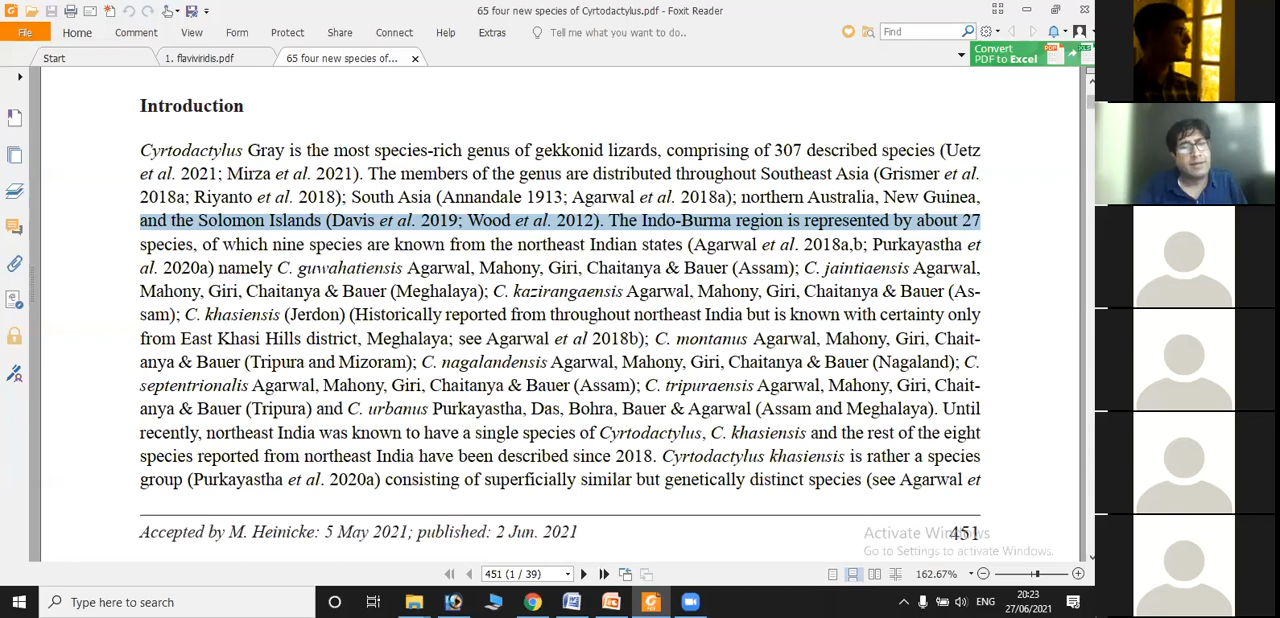 65 four new species of Cyrtodactylus.pdf - Foxit Reader
File Home Comment View Form Protect Share Connect Help Extras Tell me what you want to do.. Find
Start 1. flaviviridis.pdf 65 four new species of... Convert PDF to Excel
Introduction
Cyrtodactylus Gray is the most species-rich genus of gekkonid lizards, comprising of 307 described species (Uetz
et al. 2021; Mirza et al. 2021). The members of the genus are distributed throughout Southeast Asia (Grismer et al.
2018a; Riyanto et al. 2018); South Asia (Annandale 1913; Agarwal et al. 2018a); northern Australia, New Guinea,
and the Solomon Islands (Davis et al. 2019; Wood et al. 2012). The Indo-Burma region is represented by about 27
species, of which nine species are known from the northeast Indian states (Agarwal et al. 2018a,b; Purkayastha et
al. 2020a) namely C. guwahatiensis Agarwal, Mahony, Giri, Chaitanya & Bauer (Assam); C. jaintiaensis Agarwal,
Mahony, Giri, Chaitanya & Bauer (Meghalaya); C. kazirangaensis Agarwal, Mahony, Giri, Chaitanya & Bauer (As-
sam); C. khasiensis (Jerdon) (Historically reported from throughout northeast India but is known with certainty only
from East Khasi Hills district, Meghalaya; see Agarwal et al 2018b); C. montanus Agarwal, Mahony, Giri, Chait-
anya & Bauer (Tripura and Mizoram); C. nagalandensis Agarwal, Mahony, Giri, Chaitanya & Bauer (Nagaland); C.
septentrionalis Agarwal, Mahony, Giri, Chaitanya & Bauer (Assam); C. tripuraensis Agarwal, Mahony, Giri, Chait-
anya & Bauer (Tripura) and C. urbanus Purkayastha, Das, Bohra, Bauer & Agarwal (Assam and Meghalaya). Until
recently, northeast India was known to have a single species of Cyrtodactylus, C. khasiensis and the rest of the eight
species reported from northeast India have been described since 2018. Cyrtodactylus khasiensis is rather a species
group (Purkayastha et al. 2020a) consisting of superficially similar but genetically distinct species (see Agarwal et
Accepted by M. Heinicke: 5 May 2021; published: 2 Jun. 2021 451
Activate Windows
Go to Settings to activate Windows.
451 (1 / 39) 162.67%
Type here to search ENG 20:23
27/06/2021